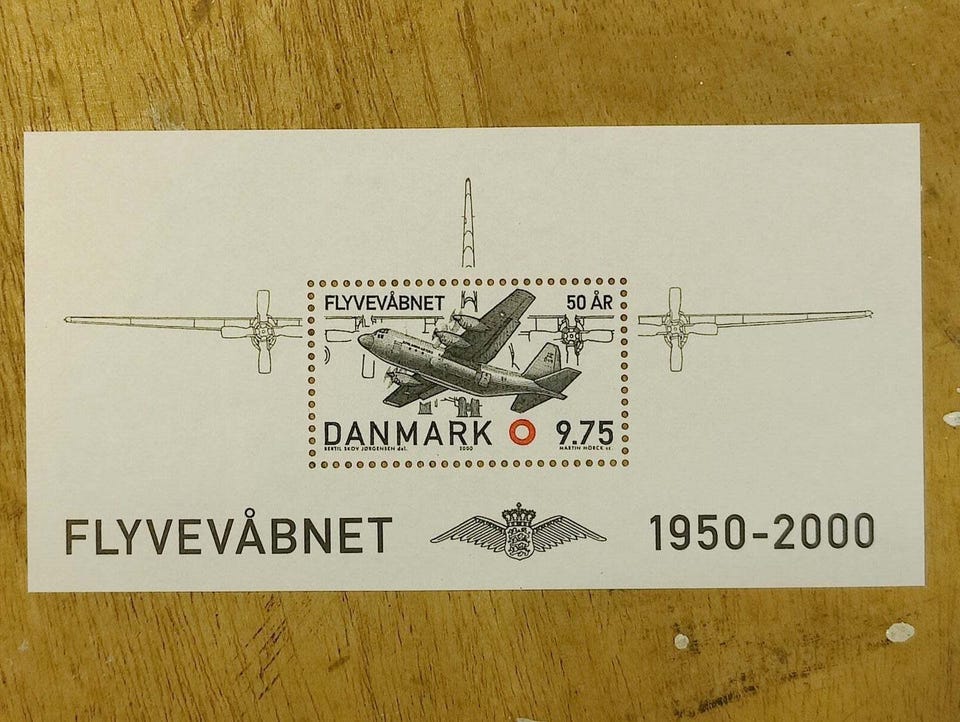 FLYVEVÅBNET 50 ÅR
DANMARK 9.75
BERTIL SKOV JØRGENSEN del. 2000 MARTIN MÖRCK sc.
FLYVEVÅBNET 1950-2000